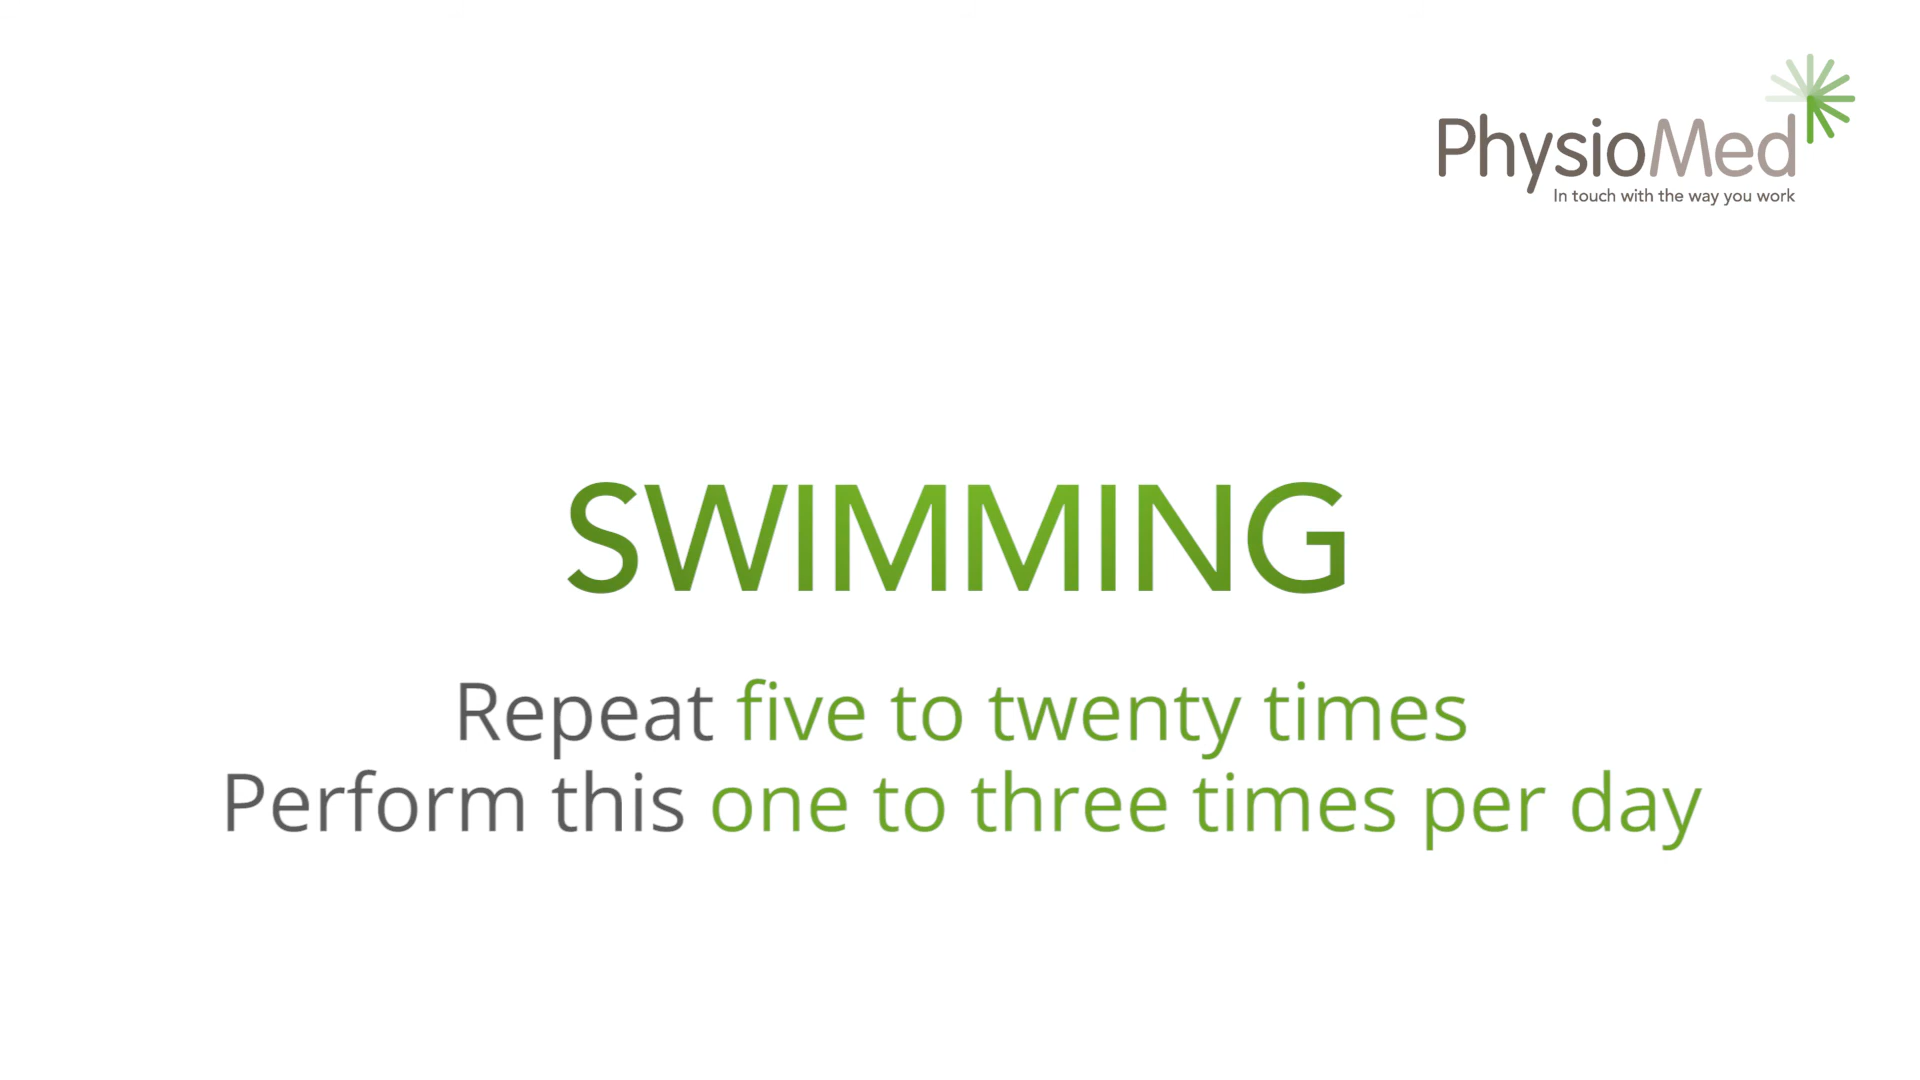 PhysioMed
In touch with the way you work
SWIMMING
Repeat five to twenty times
Perform this one to three times per day